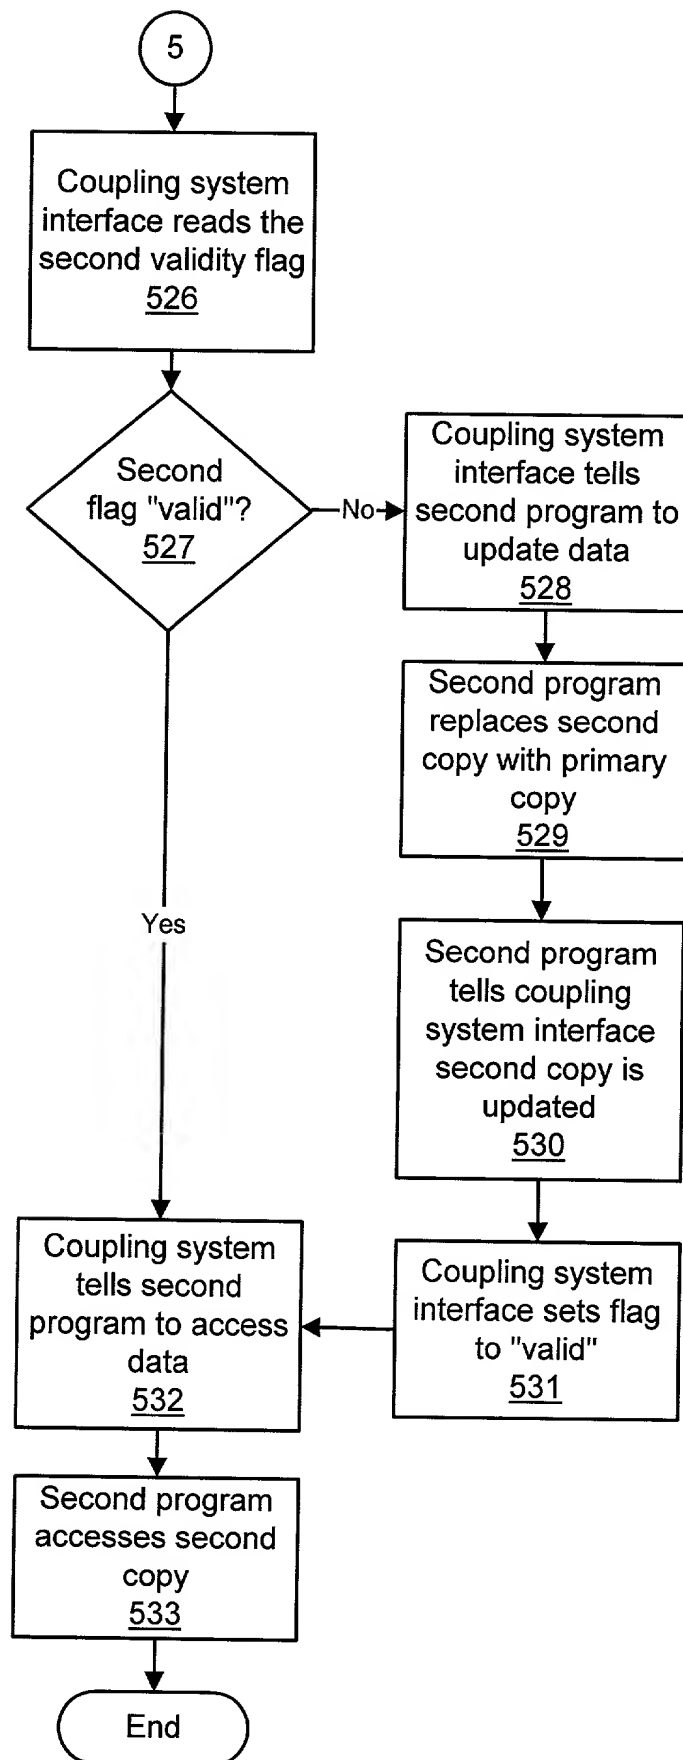 5
Coupling system
interface reads the
second validity flag
526
Second
flag "valid"?
527
No
Coupling system
interface tells
second program to
update data
528
Second program
replaces second
copy with primary
copy
529
Second program
tells coupling
system interface
second copy is
updated
530
Coupling system
interface sets flag
to "valid"
531
Yes
Coupling system
tells second
program to access
data
532
Second program
accesses second
copy
533
End